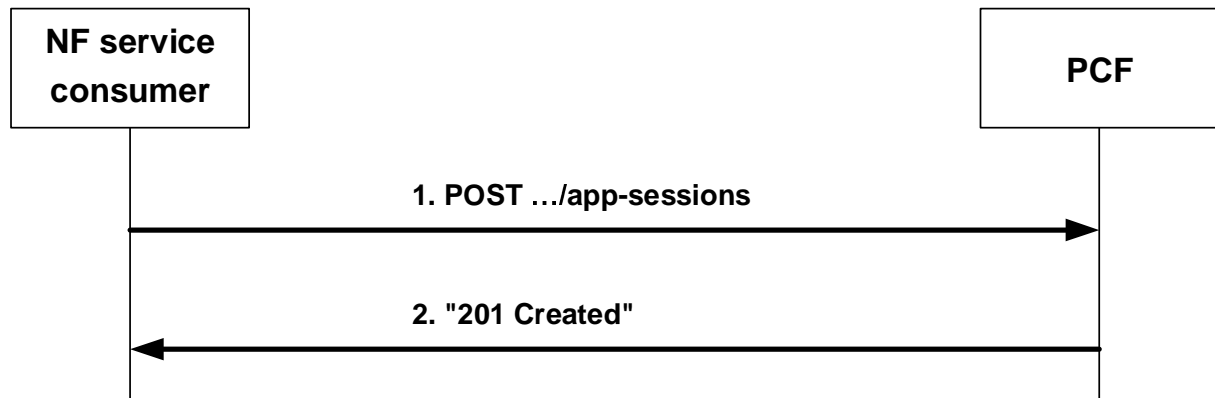 NF service
consumer
PCF
1. POST …/app-sessions
2. "201 Created"